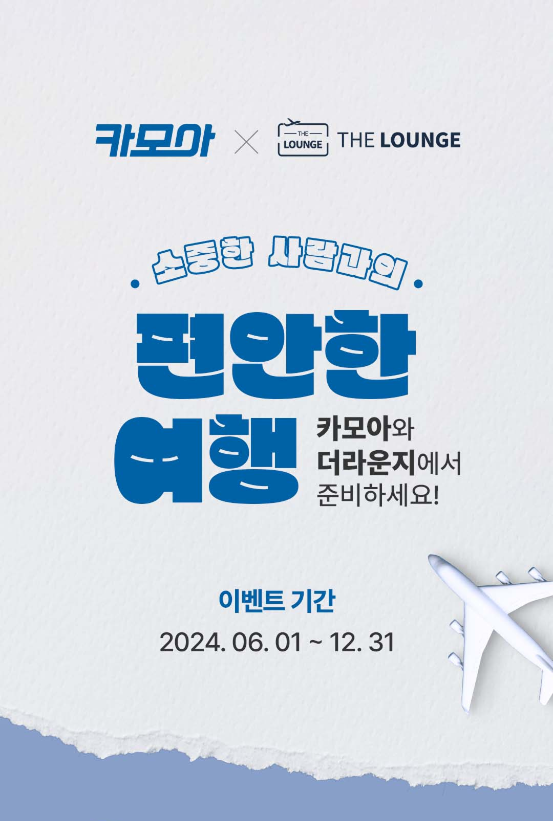 카모아 × THE LOUNGE THE LOUNGE
소중한 사람간의
편안한
여행
카모아와
더라운지에서
준비하세요!
이벤트 기간
2024. 06. 01 ~ 12. 31